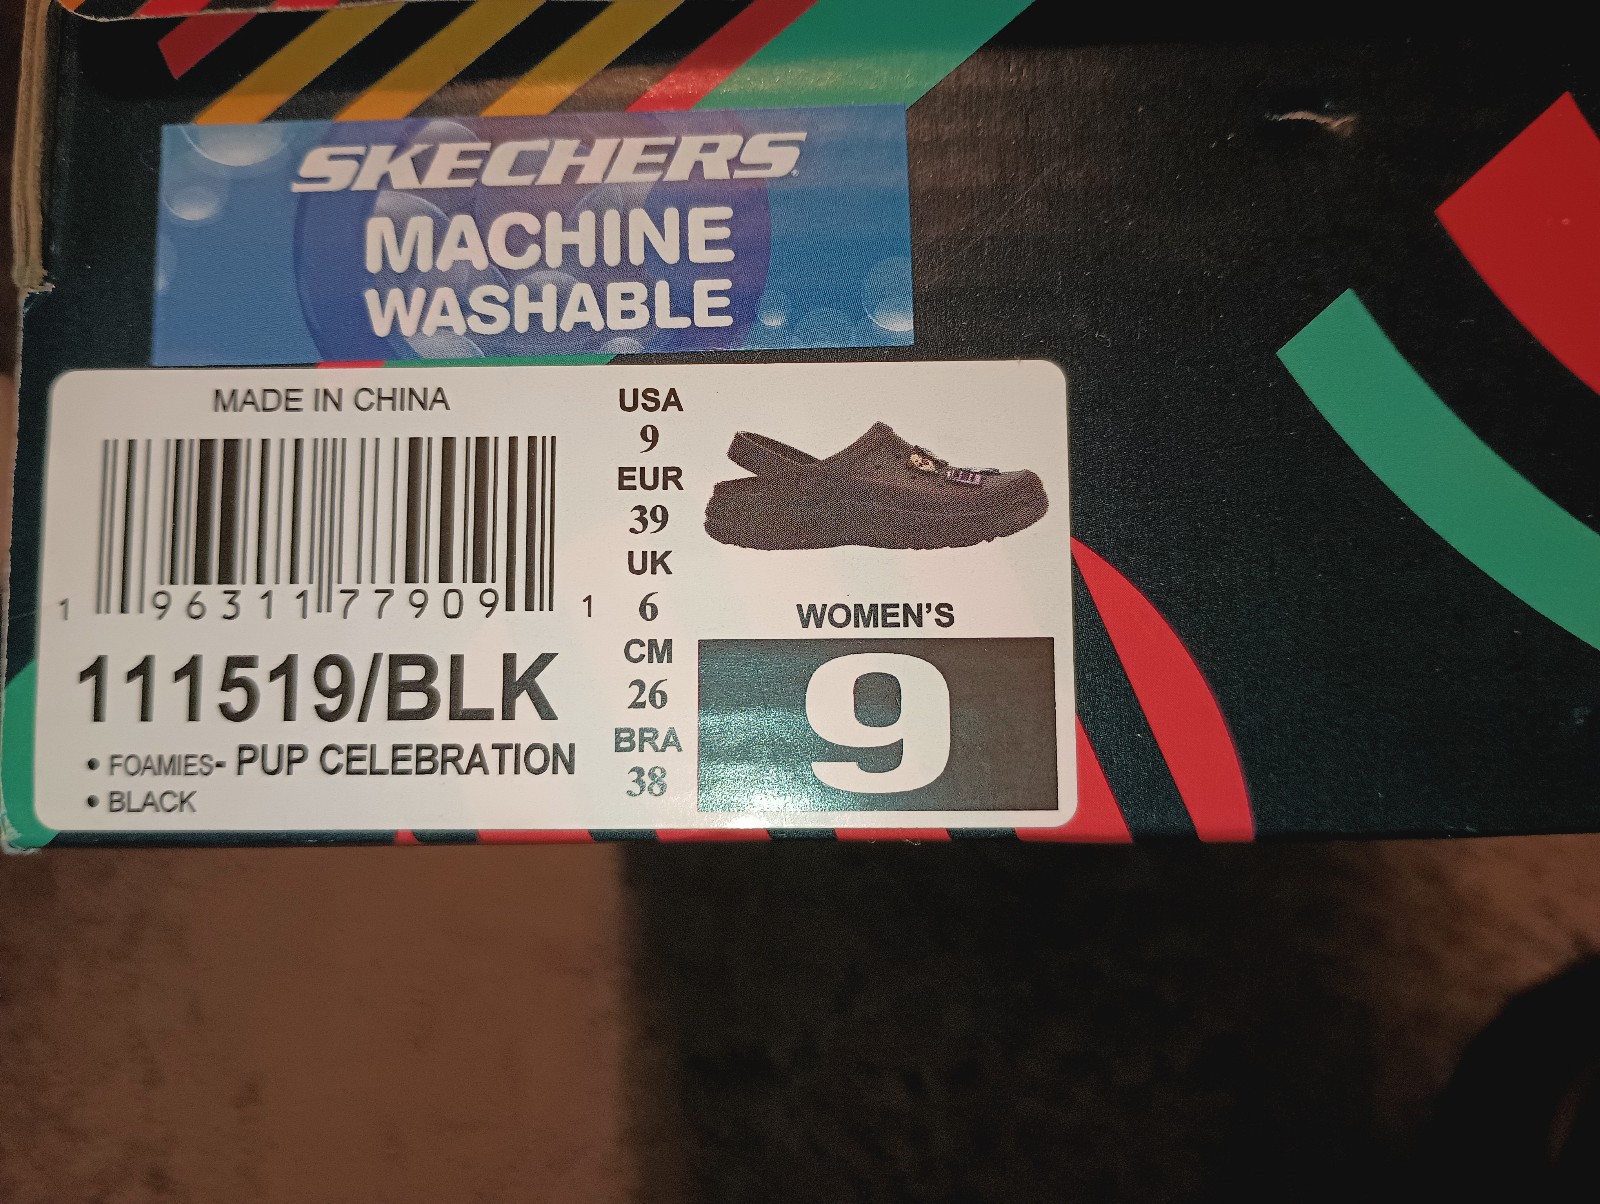 SKECHERS
MACHINE
WASHABLE
MADE IN CHINA
1 96311 77909 1
111519/BLK
• FOAMIES- PUP CELEBRATION
• BLACK
USA
9
EUR
39
UK
6
CM
26
BRA
38
WOMEN'S
9